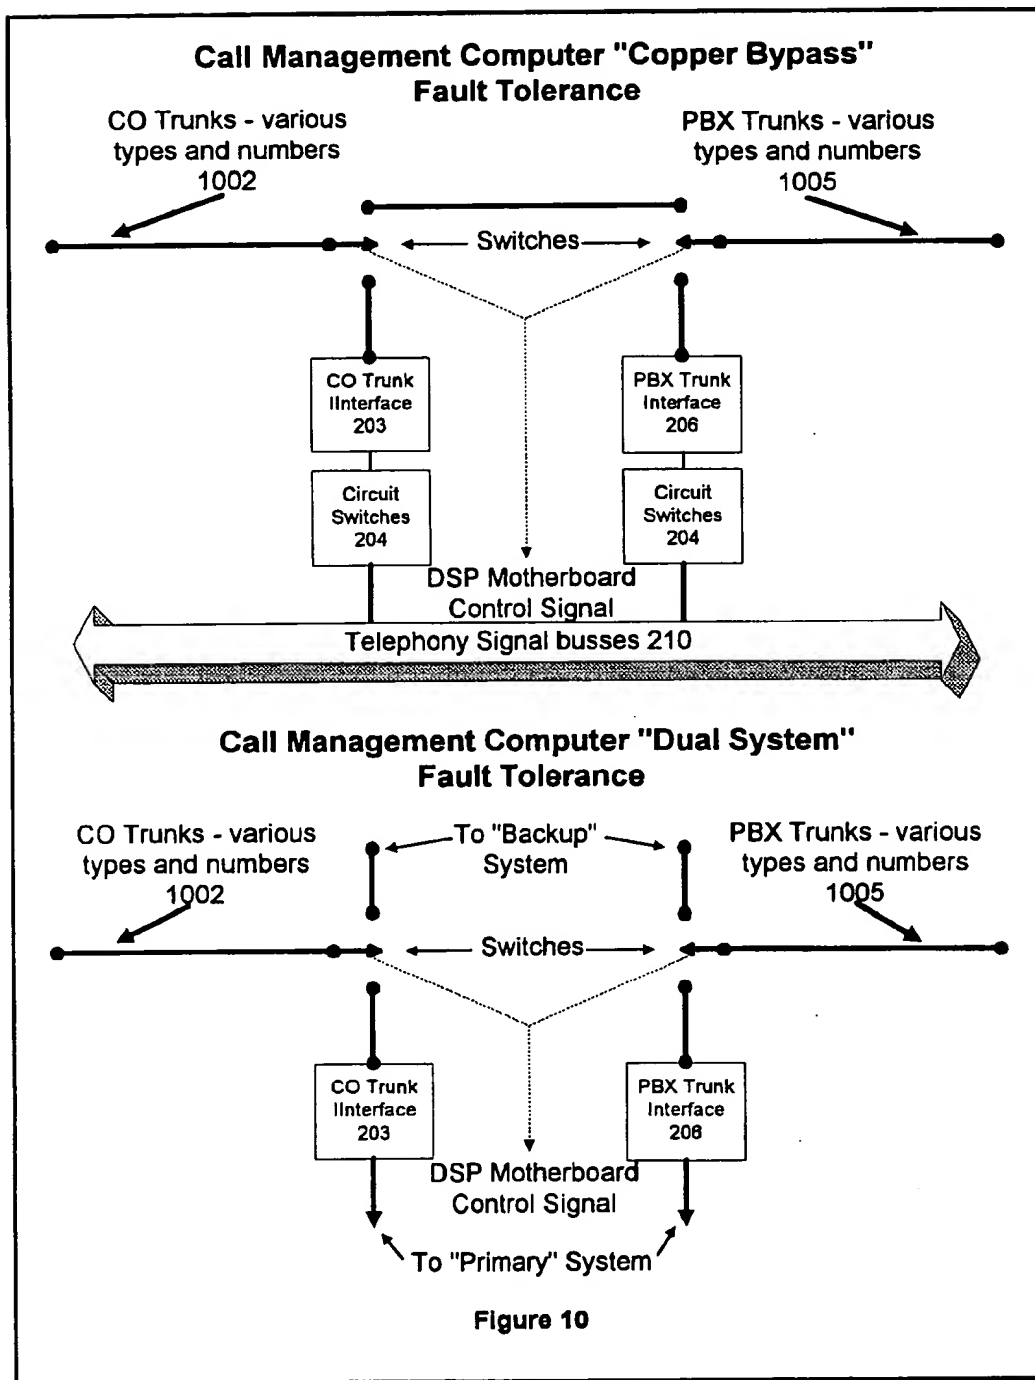 Call Management Computer "Copper Bypass"
Fault Tolerance
CO Trunks - various
types and numbers
1002
PBX Trunks - various
types and numbers
1005
Switches
CO Trunk
IInterface
203
PBX Trunk
Interface
206
Circuit
Switches
204
Circuit
Switches
204
DSP Motherboard
Control Signal
Telephony Signal busses 210
Call Management Computer "Dual System"
Fault Tolerance
CO Trunks - various
types and numbers
1002
To "Backup"
System
PBX Trunks - various
types and numbers
1005
Switches
CO Trunk
IInterface
203
PBX Trunk
Interface
206
DSP Motherboard
Control Signal
To "Primary" System
Figure 10